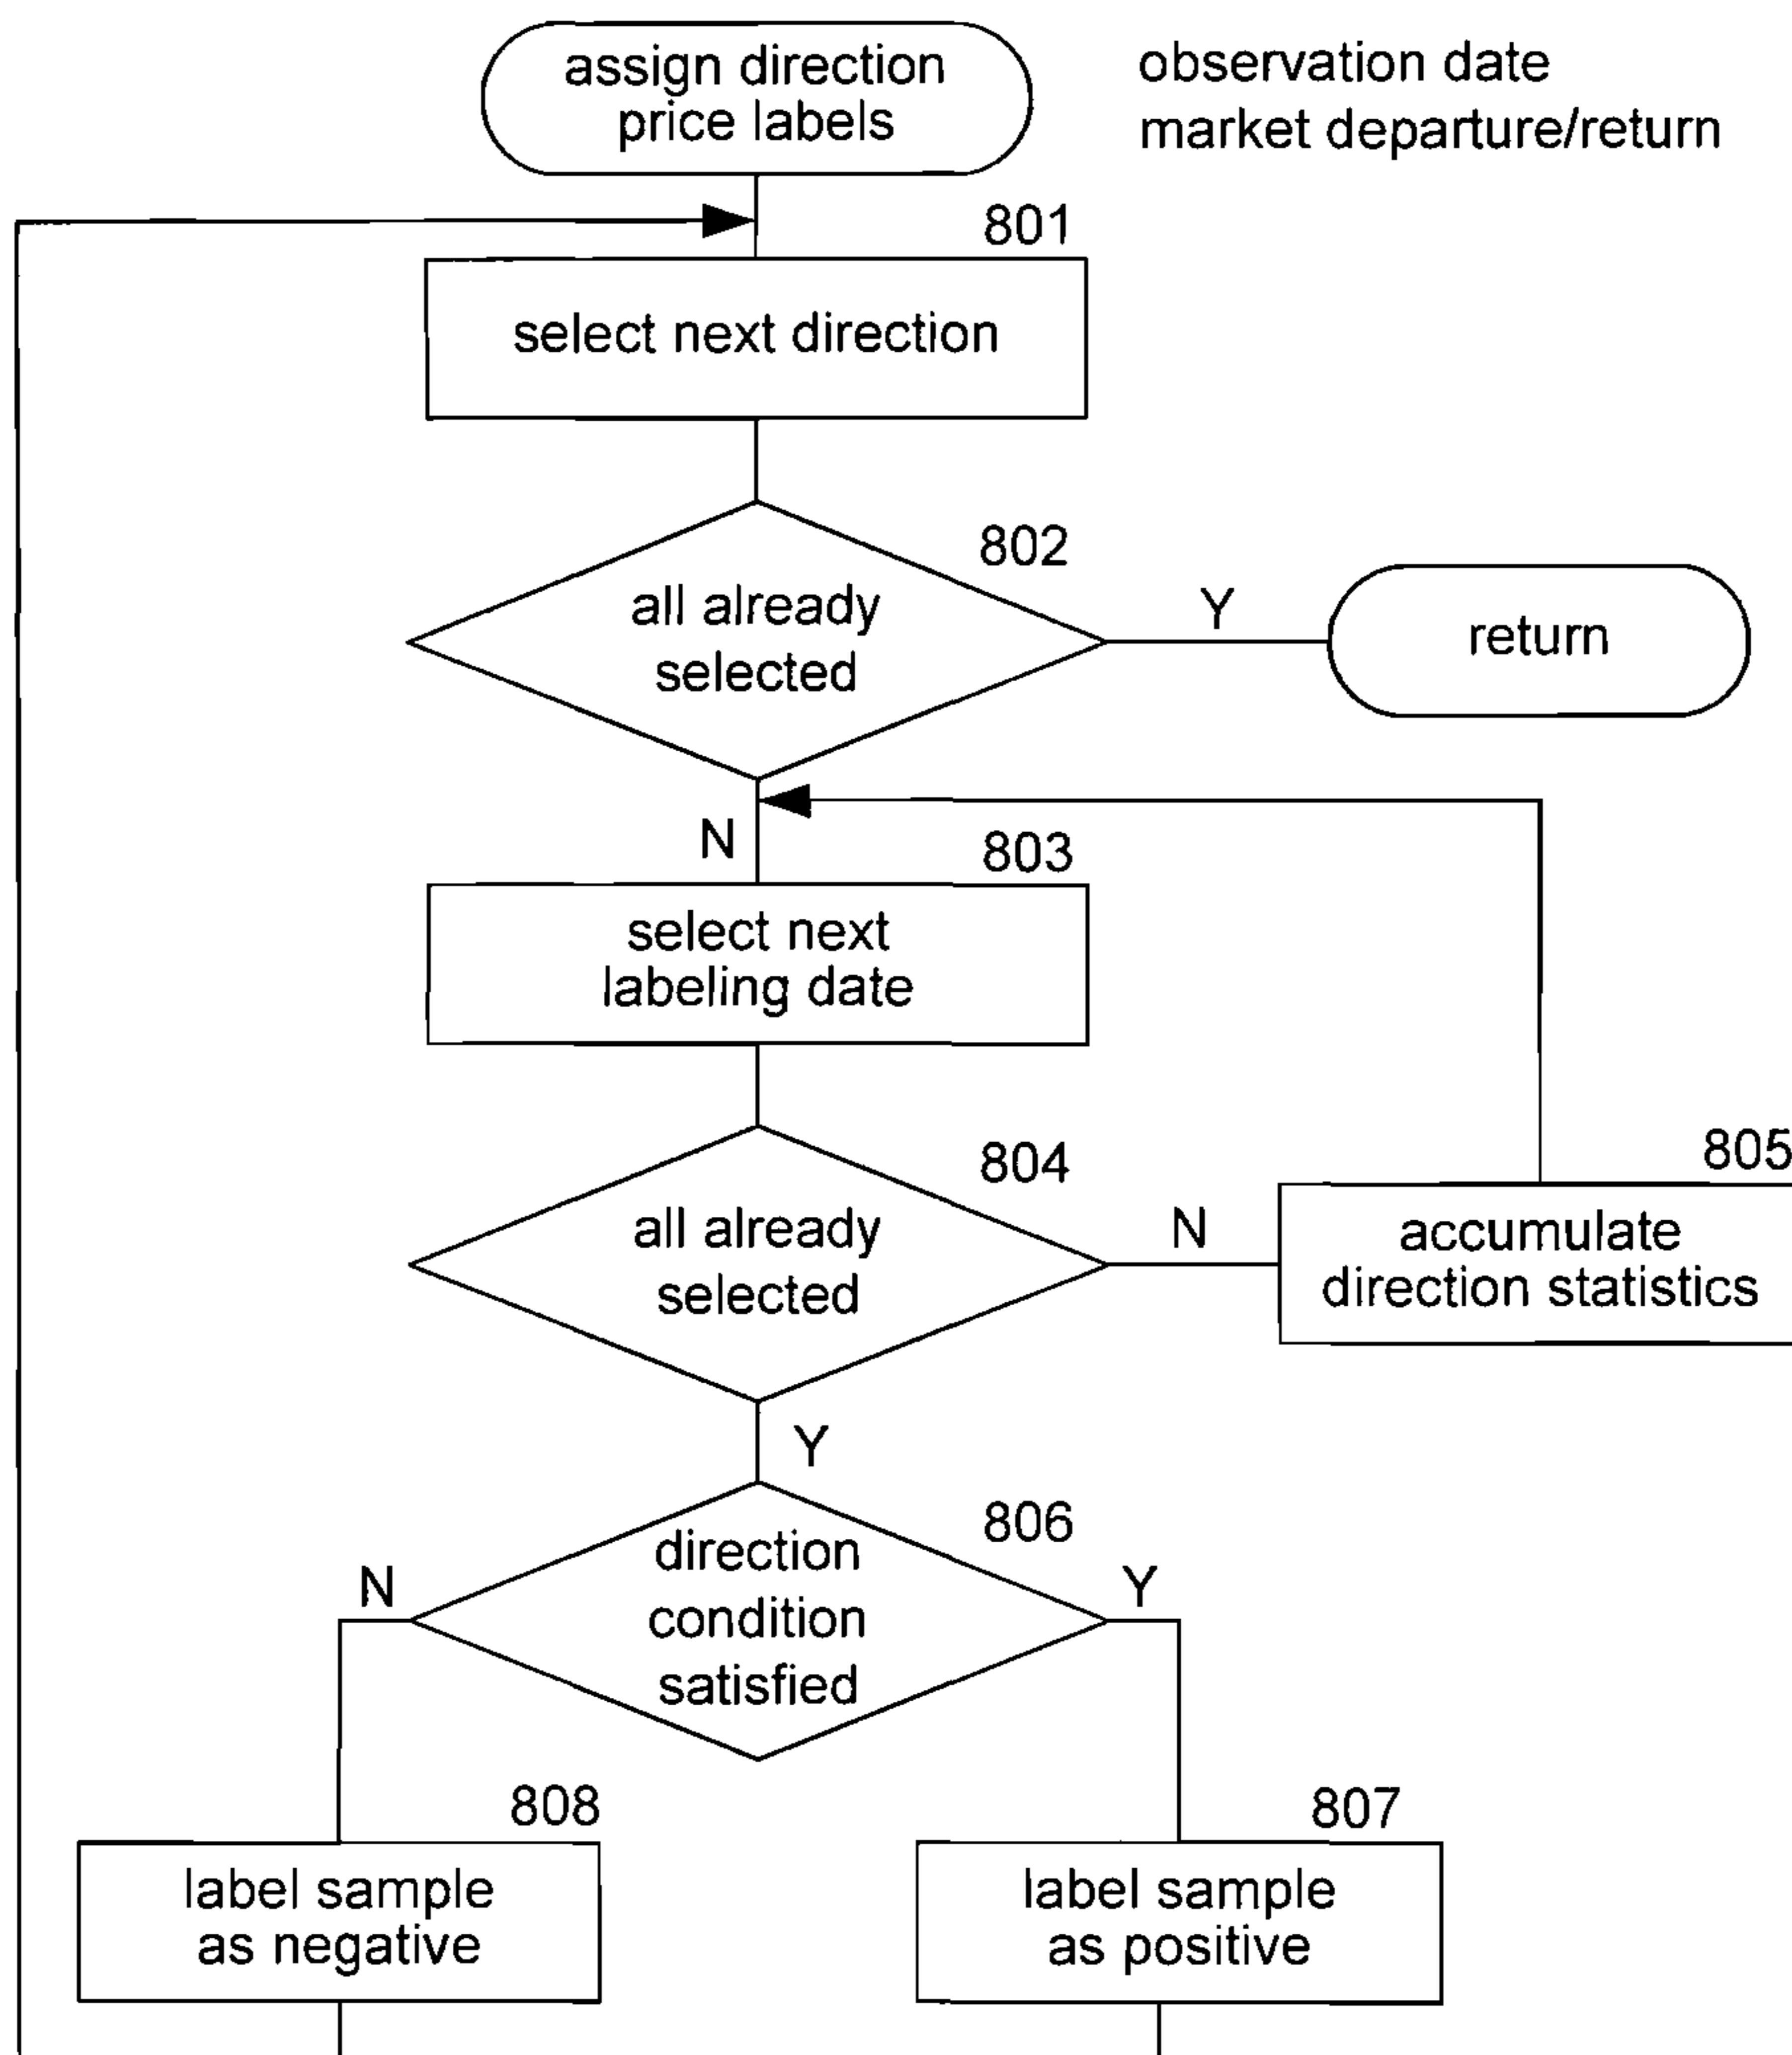 assign direction
price labels
observation date
market departure/return
801
select next direction
802
all already
selected
Y
return
N
803
select next
labeling date
804
all already
selected
N
805
accumulate
direction statistics
Y
806
direction
condition
satisfied
N
Y
808
label sample
as negative
807
label sample
as positive